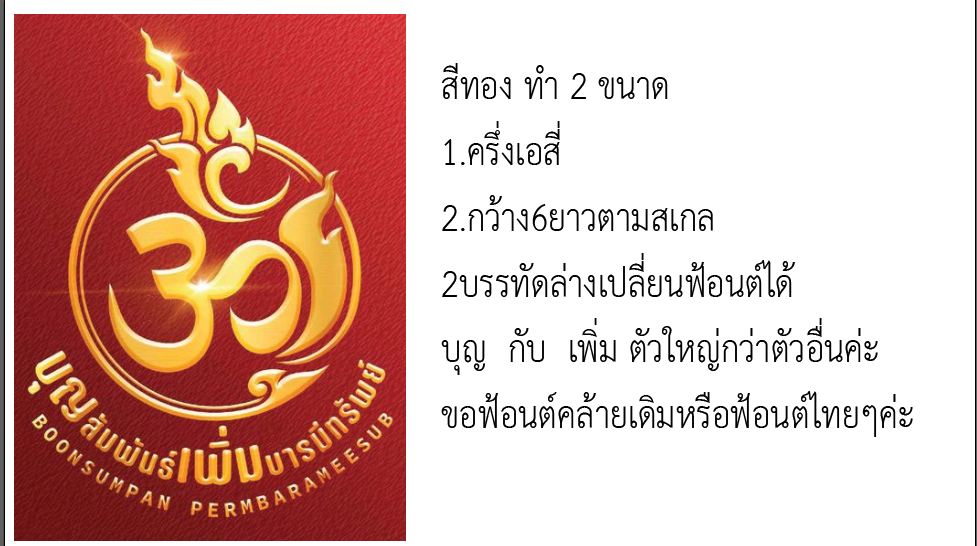 บุญสัมพันธ์เพิ่มบารมีทรัพย์
BOONSUMPAN PERMBARAMEESUB
สีทอง ทำ 2 ขนาด
1.ครึ่งเอสี่
2.กว้าง6ยาวตามสเกล
2บรรทัดล่างเปลี่ยนฟ้อนต์ได้
บุญ กับ เพิ่ม ตัวใหญ่กว่าตัวอื่นค่ะ
ขอฟ้อนต์คล้ายเดิมหรือฟ้อนต์ไทยๆค่ะ